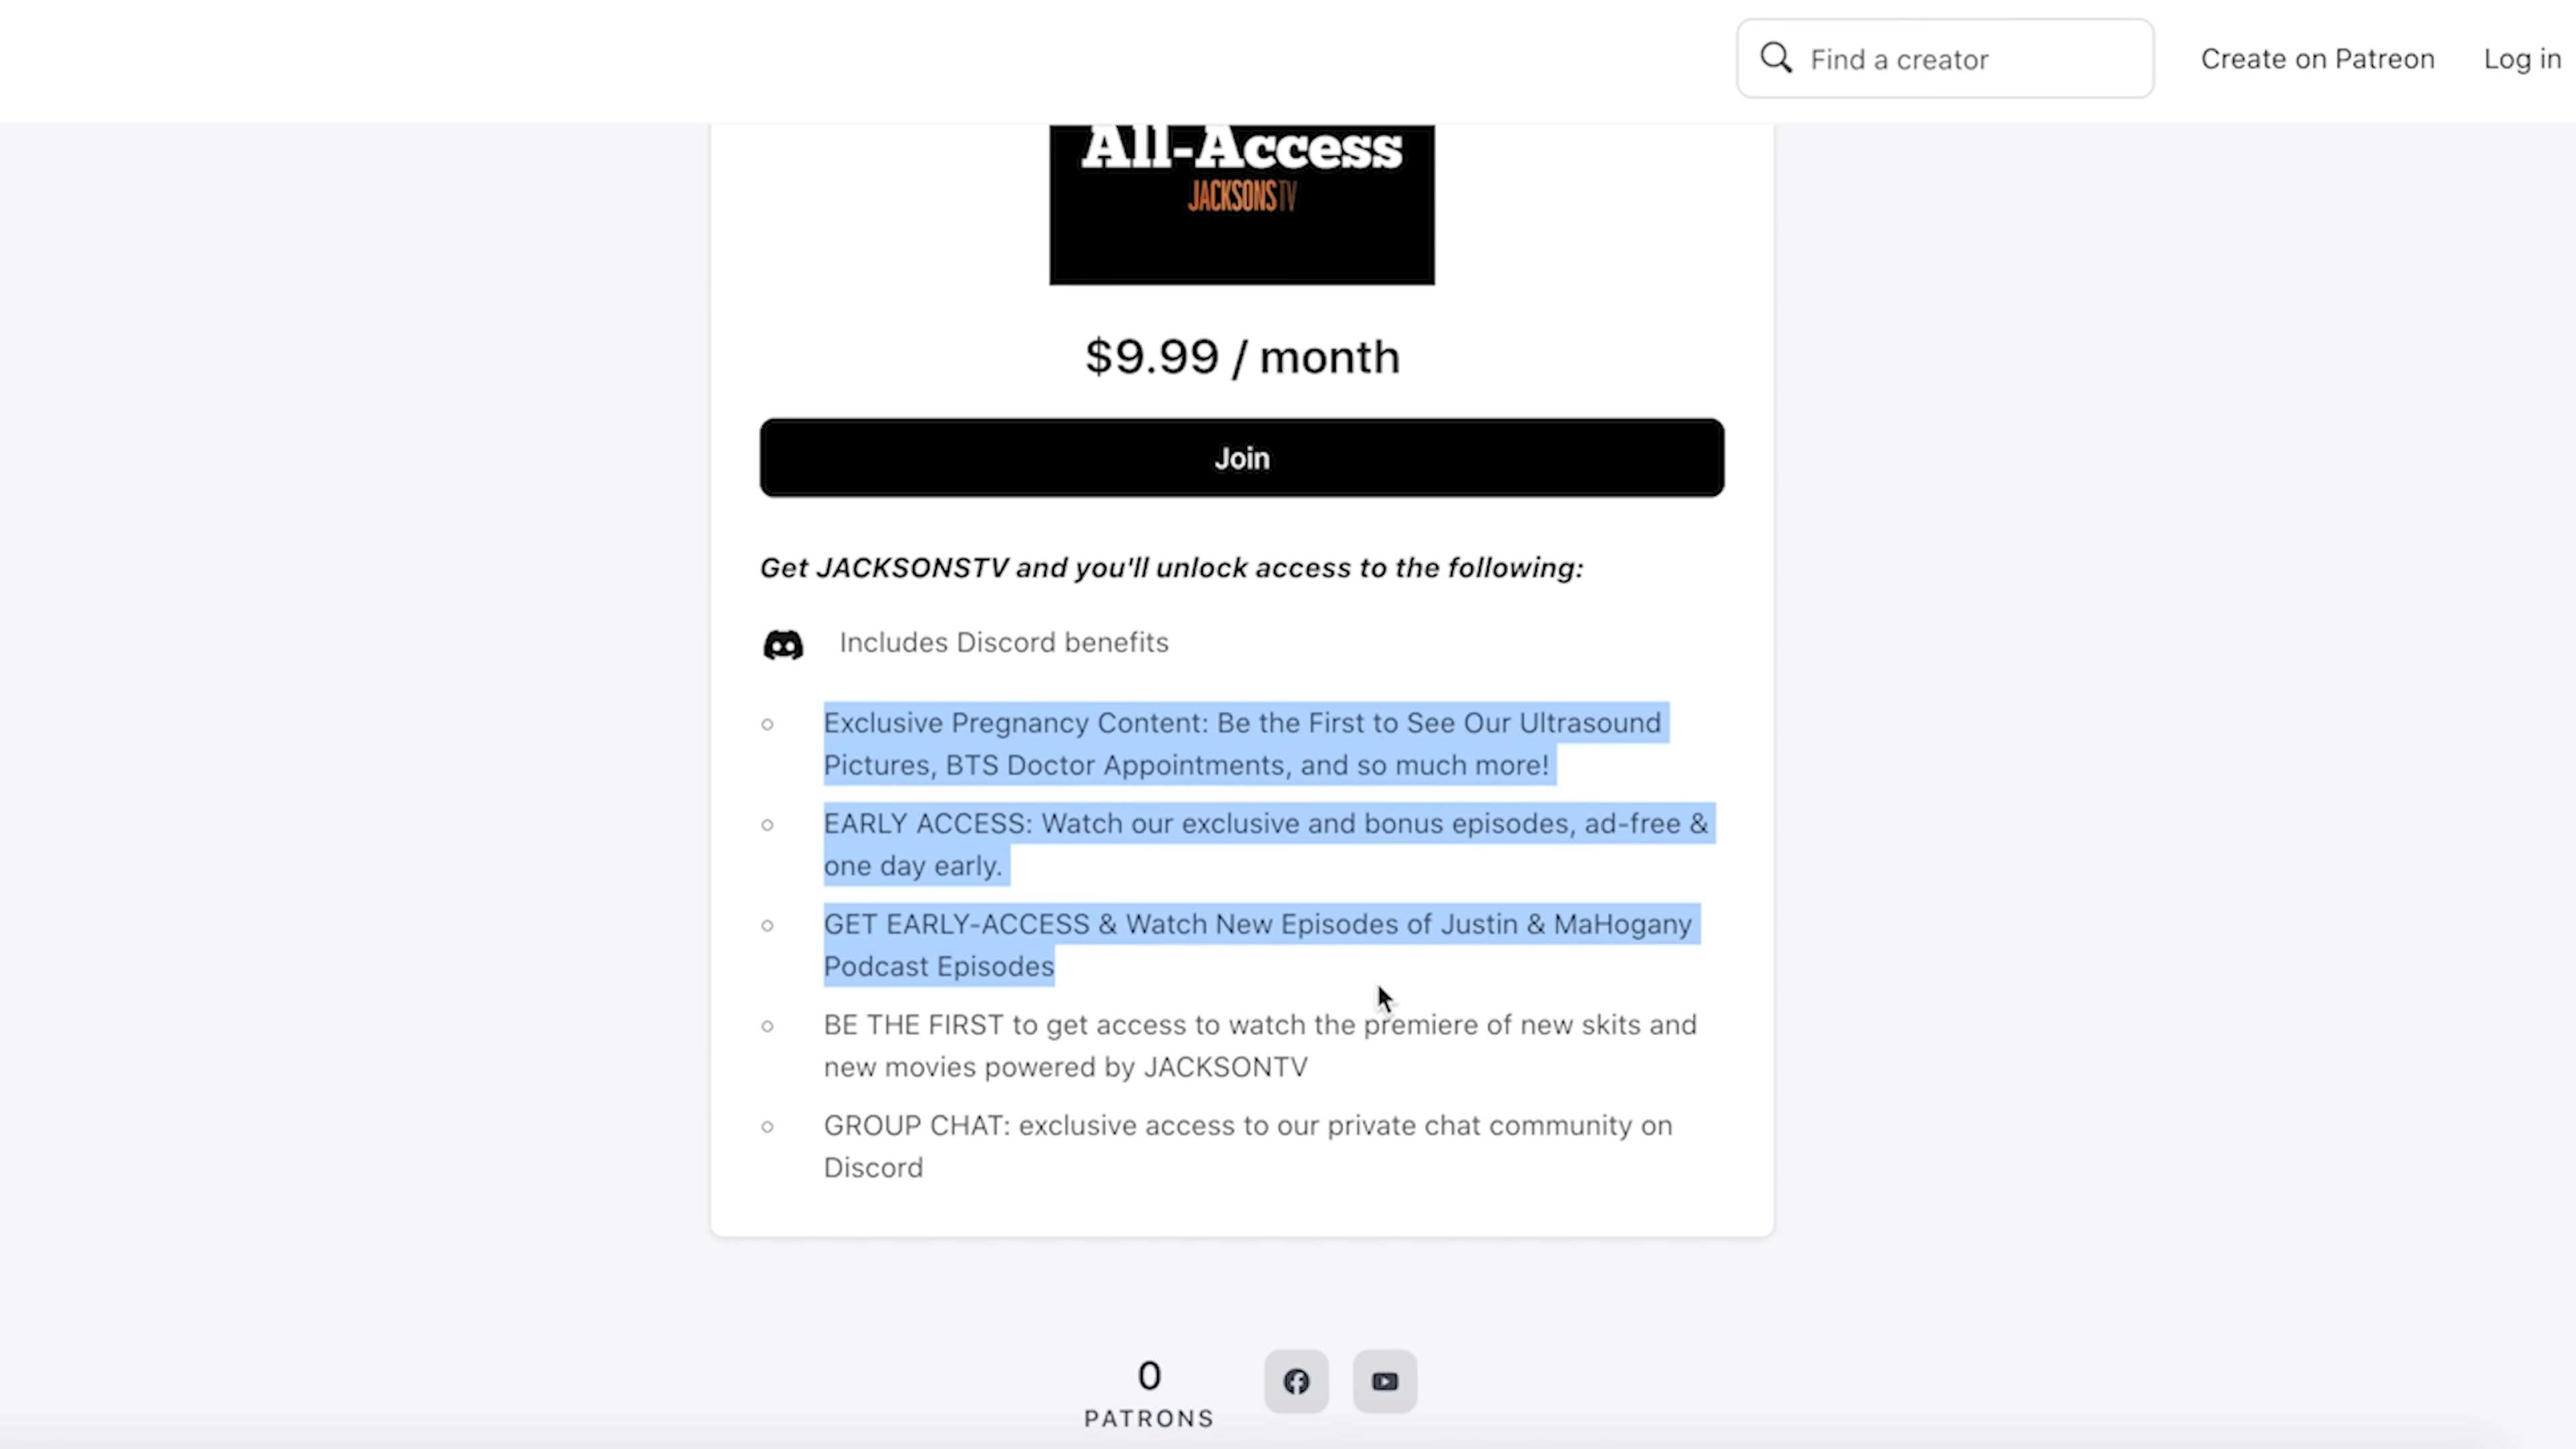 Find a creator
Create on Patreon
Log in
All-Access
JACKSONSTV
$9.99 / month
Join
Get JACKSONSTV and you'll unlock access to the following:
Includes Discord benefits
Exclusive Pregnancy Content: Be the First to See Our Ultrasound
Pictures, BTS Doctor Appointments, and so much more!
EARLY ACCESS: Watch our exclusive and bonus episodes, ad-free &
one day early.
GET EARLY-ACCESS & Watch New Episodes of Justin & MaHogany
Podcast Episodes
BE THE FIRST to get access to watch the premiere of new skits and
new movies powered by JACKSONTV
GROUP CHAT: exclusive access to our private chat community on
Discord
0
PATRONS